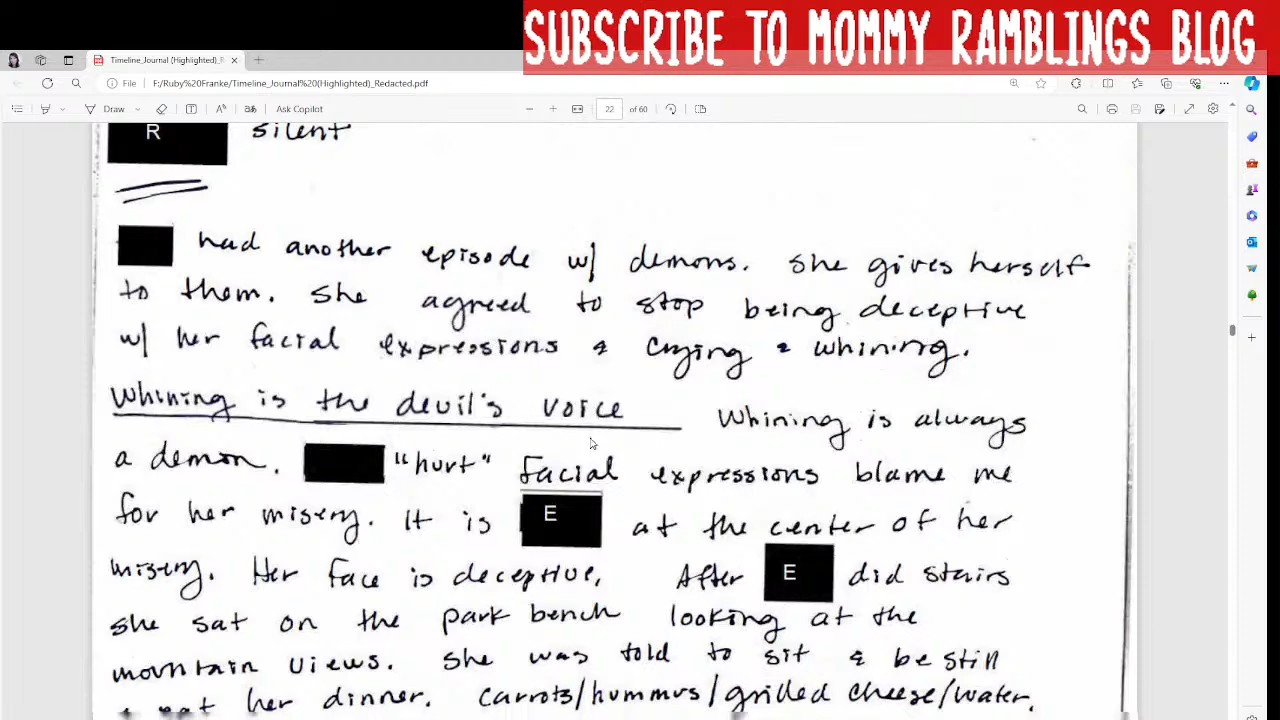 SUBSCRIBE TO MOMMY RAMBLINGS BLOG
Timeline_Journal (Highlighted)_R
File F:/Ruby%20Franke/Timeline_Journal%20(Highlighted)_Redacted.pdf
Draw Ask Copilot 22 of 60
R silent
had another episode w/ demons. She gives herself
to them. She agreed to stop being deceptive
w/ her facial expressions & crying & whining.
Whining is the devil's voice Whining is always
a demon. "hurt" facial expressions blame me
for her misery. It is E at the center of her
misery. Her face is deceptive. After E did stairs
she sat on the park bench looking at the
mountain views. She was told to sit & be still
& eat her dinner. carrots/hummus/grilled cheese/water.